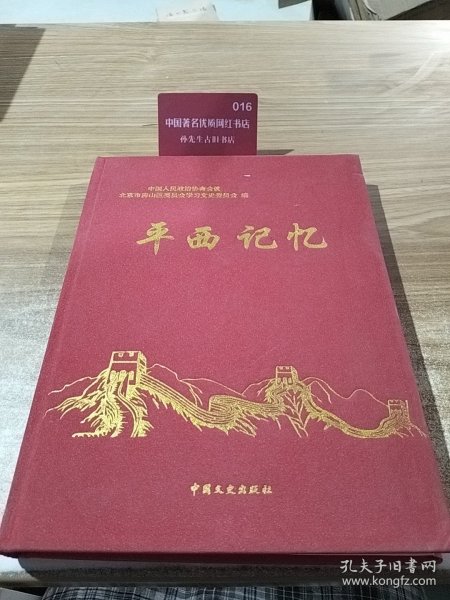 016
中国著名优质网红书店
孙先生古旧书店
中国人民政治协商会议
北京市房山区委员会学习文史委员会 编
平西记忆
中国文史出版社
孔夫子旧书网
www.kongfz.com